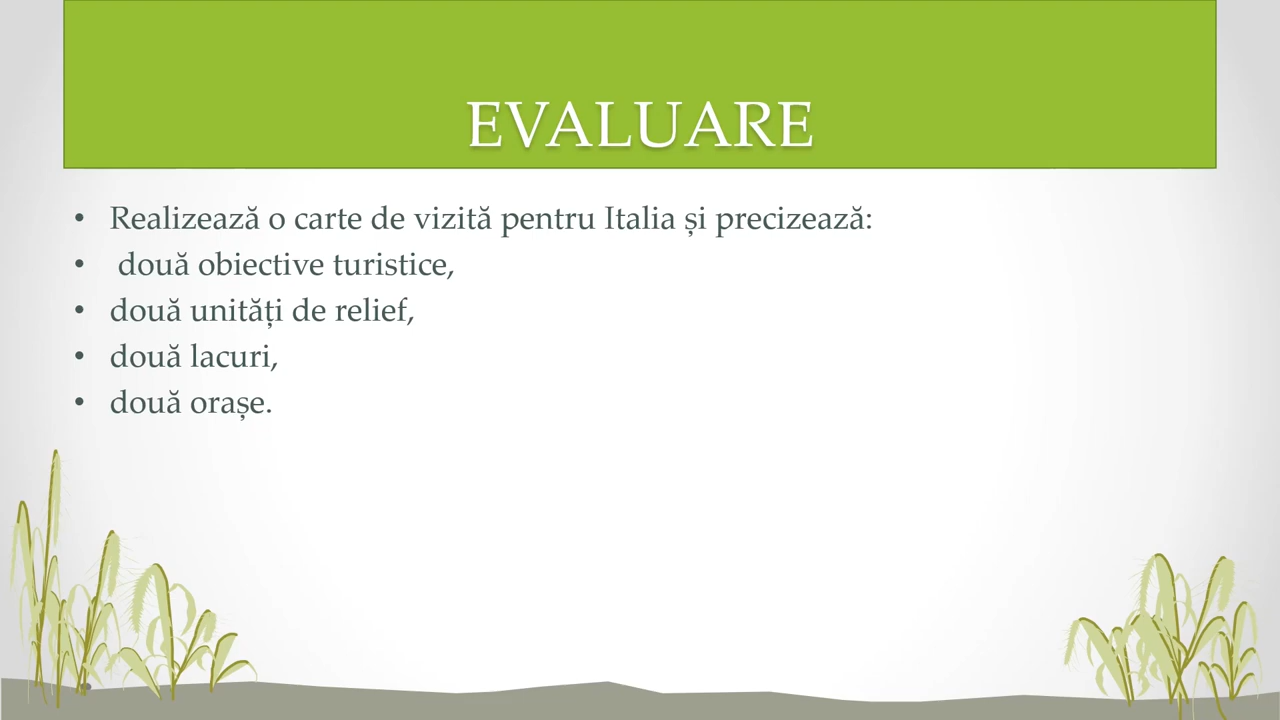 EVALUARE
• Realizează o carte de vizită pentru Italia și precizează:
• două obiective turistice,
• două unități de relief,
• două lacuri,
• două orașe.